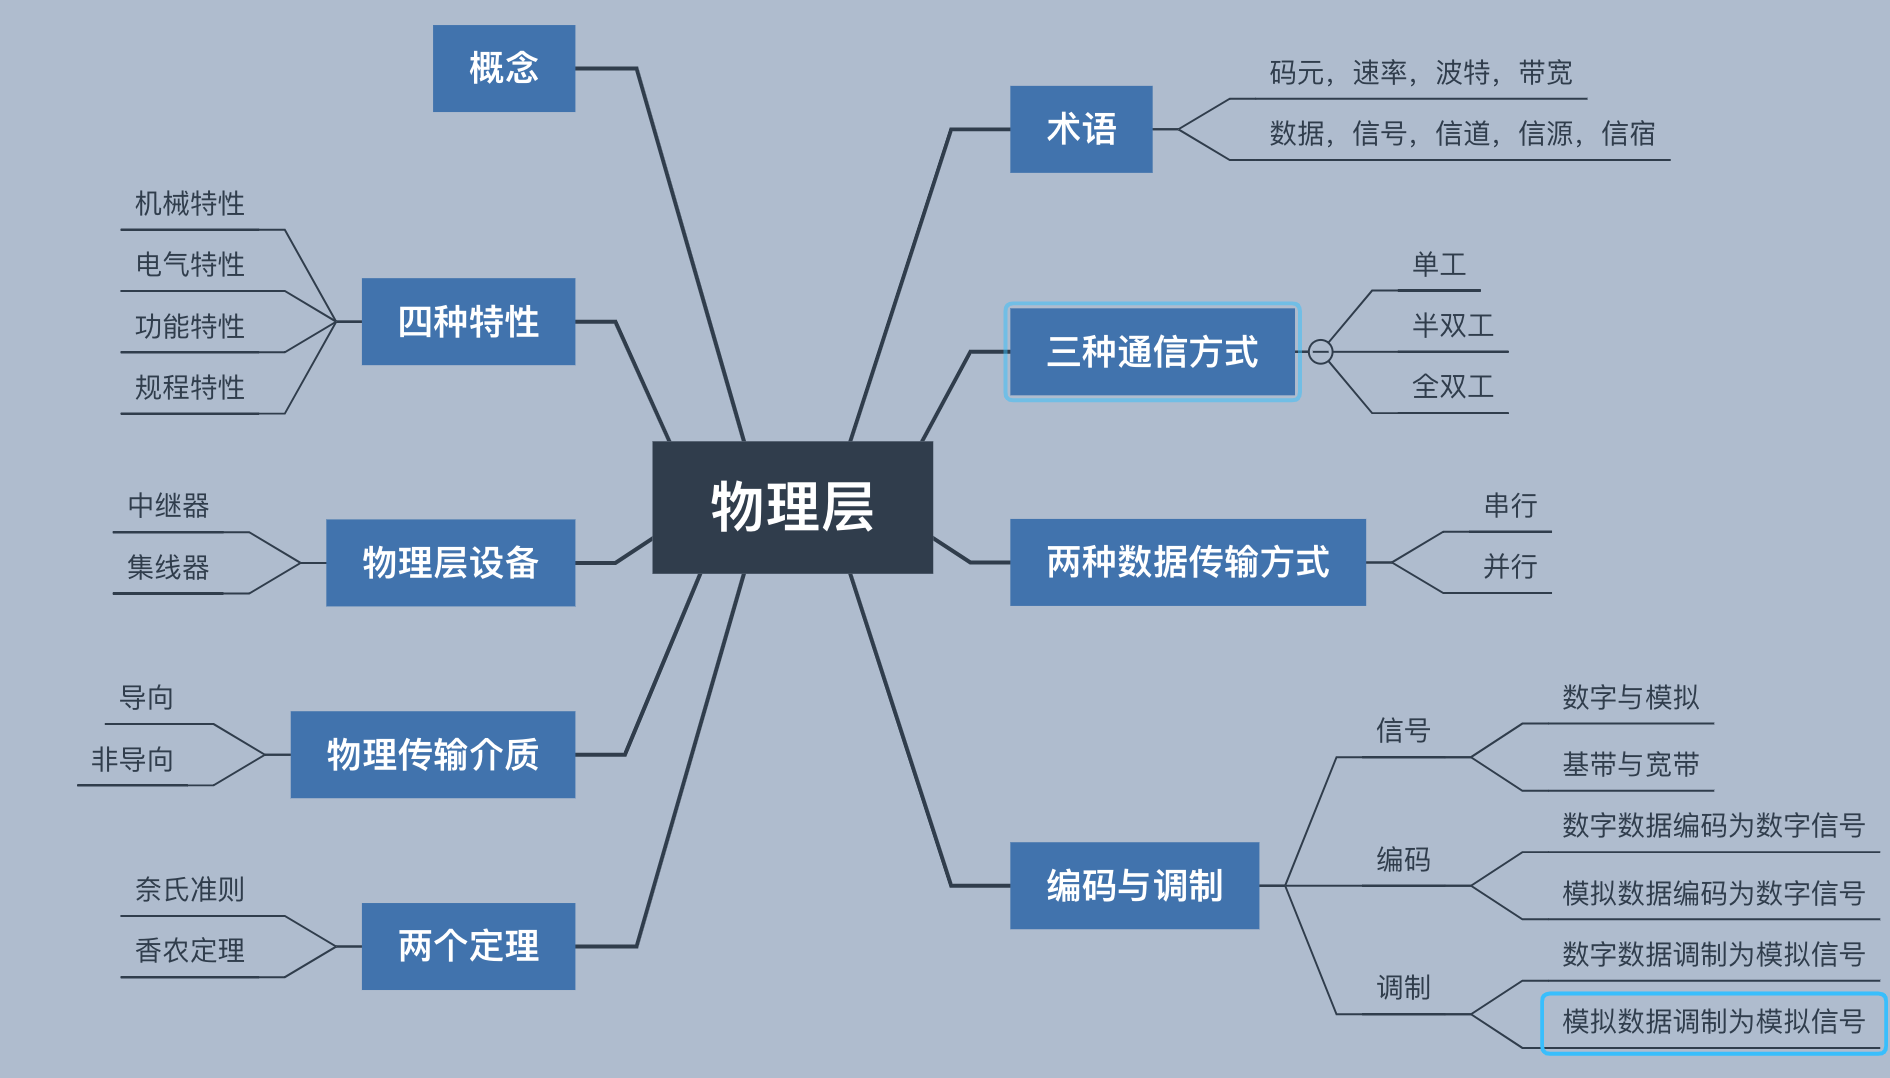 物理层
概念
四种特性
机械特性
电气特性
功能特性
规程特性
物理层设备
中继器
集线器
物理传输介质
导向
非导向
两个定理
奈氏准则
香农定理
术语
码元，速率，波特，带宽
数据，信号，信道，信源，信宿
三种通信方式
单工
半双工
全双工
两种数据传输方式
串行
并行
编码与调制
信号
数字与模拟
基带与宽带
编码
数字数据编码为数字信号
模拟数据编码为数字信号
调制
数字数据调制为模拟信号
模拟数据调制为模拟信号